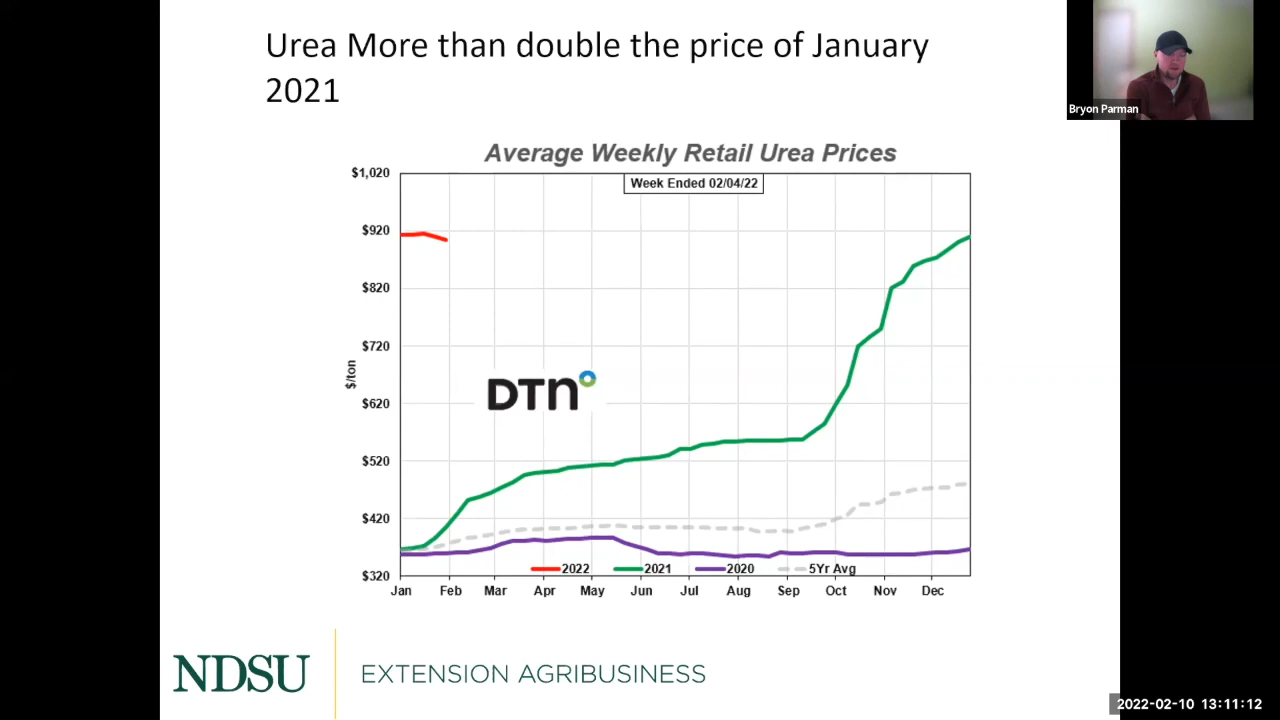 Urea More than double the price of January
2021
Bryon Parman
Average Weekly Retail Urea Prices
Week Ended 02/04/22
$1,020
$920
$820
$720
$620
$520
$420
$320
$/ton
DTN
2022 2021 2020 5Yr Avg
Jan Feb Mar Apr May Jun Jul Aug Sep Oct Nov Dec
NDSU EXTENSION AGRIBUSINESS
2022-02-10 13:11:12